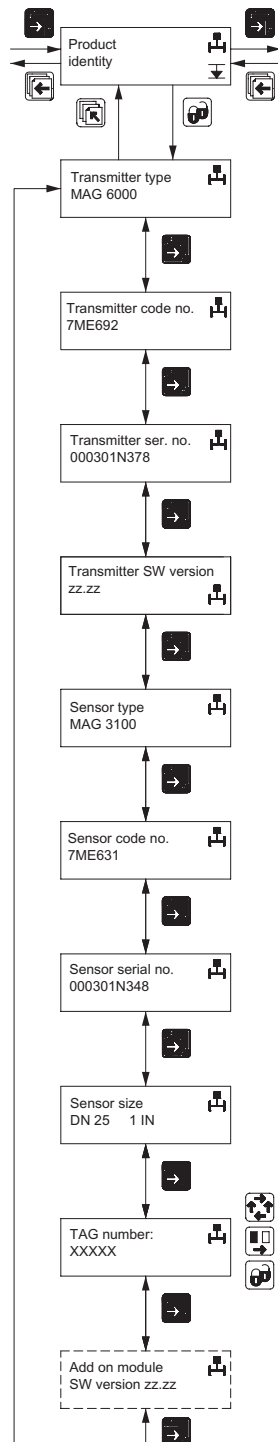 Product
identity
Transmitter type
MAG 6000
Transmitter code no.
7ME692
Transmitter ser. no.
000301N378
Transmitter SW version
zz.zz
Sensor type
MAG 3100
Sensor code no.
7ME631
Sensor serial no.
000301N348
Sensor size
DN 25 1 IN
TAG number:
XXXXX
Add on module
SW version zz.zz